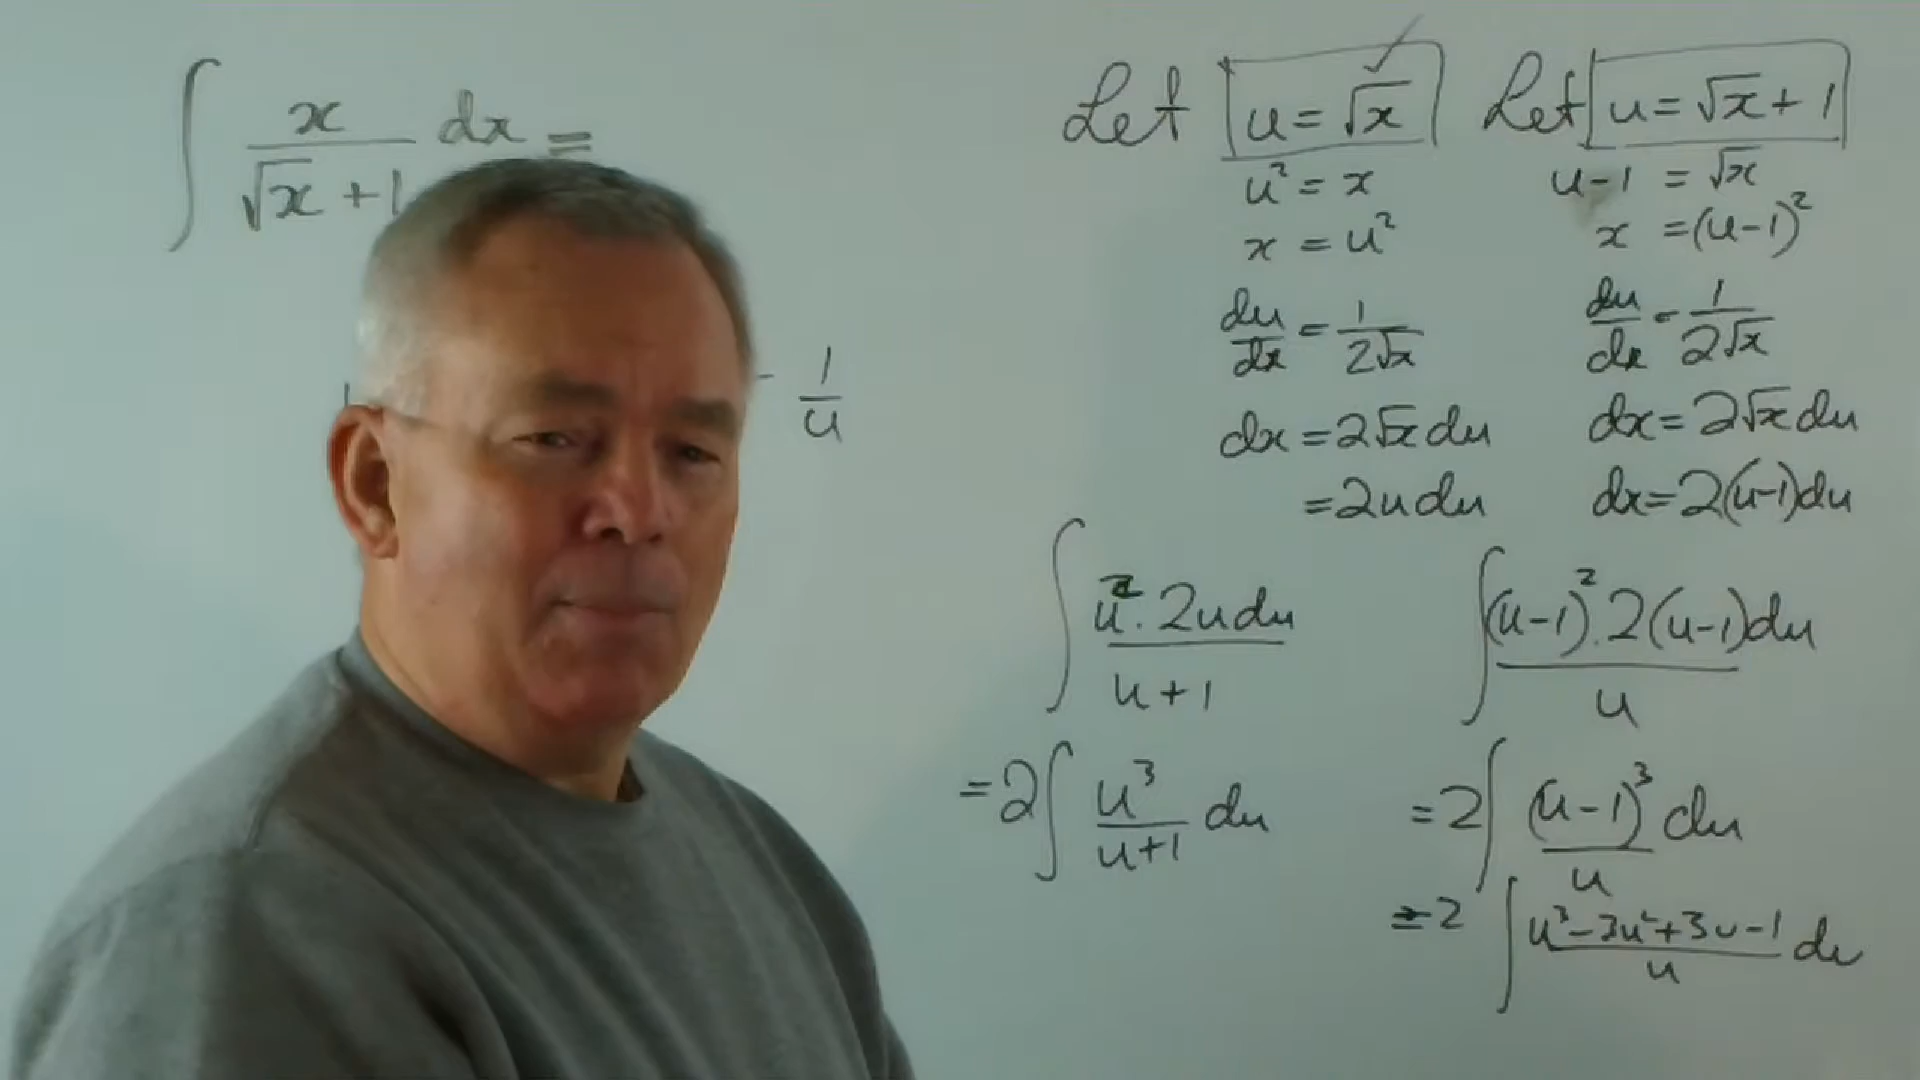 ∫ x/(√x + 1) dx =
- 1/u
Let u = √x ✓
u² = x
x = u²
du/dx = 1/(2√x)
dx = 2√x du
= 2u du
∫ (u² . 2u du)/(u + 1)
= 2∫ u³/(u+1) du
Let u = √x + 1
u - 1 = √x
x = (u-1)²
du/dx = 1/(2√x)
dx = 2√x du
dx = 2(u-1)du
∫ ((u-1)² . 2(u-1)du)/u
= 2∫ (u-1)³/u du
= 2 ∫ (u³ - 3u² + 3u - 1)/u du